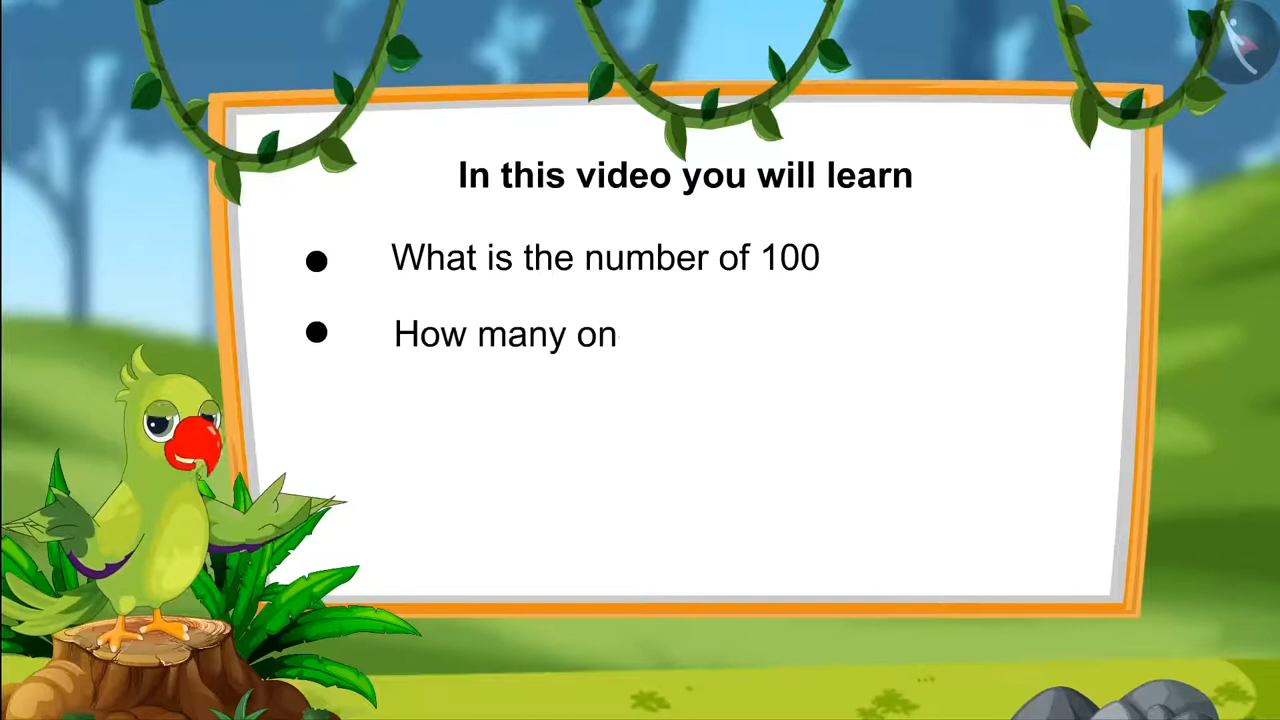 In this video you will learn
● What is the number of 100
● How many on